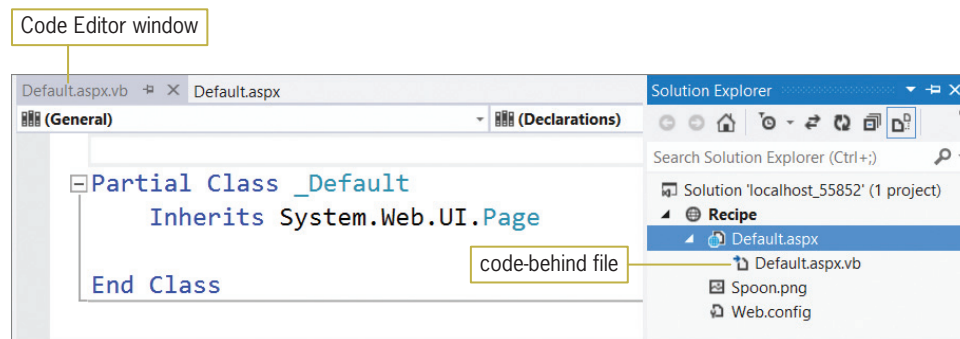 Code Editor window
Default.aspx.vb Default.aspx
(General) (Declarations)
Partial Class _Default
Inherits System.Web.UI.Page
End Class
code-behind file
Solution Explorer
Search Solution Explorer (Ctrl+;)
Solution 'localhost_55852' (1 project)
Recipe
Default.aspx
Default.aspx.vb
Spoon.png
Web.config